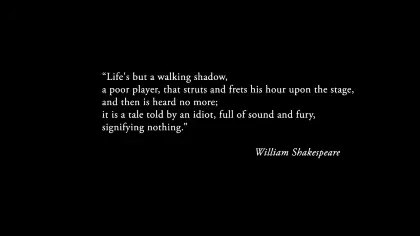 “Life's but a walking shadow,
a poor player, that struts and frets his hour upon the stage,
and then is heard no more;
it is a tale told by an idiot, full of sound and fury,
signifying nothing.”
William Shakespeare